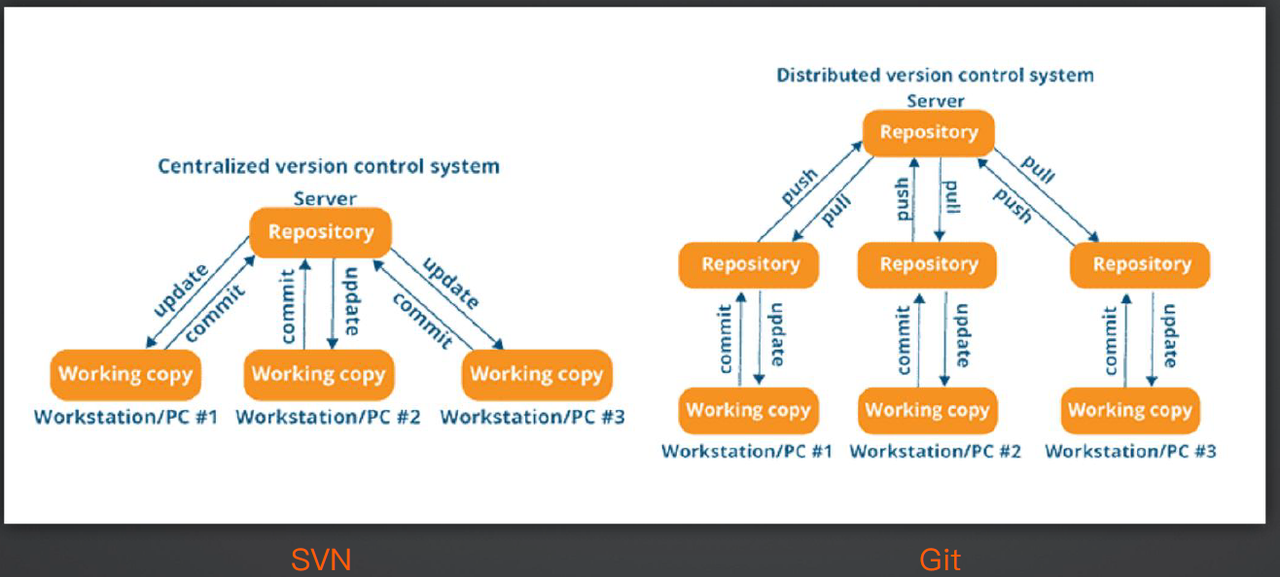 Centralized version control system
Server
Repository
update
commit
commit
update
update
commit
Working copy
Working copy
Working copy
Workstation/PC #1
Workstation/PC #2
Workstation/PC #3
SVN
Distributed version control system
Server
Repository
push
pull
push
pull
pull
push
Repository
Repository
Repository
commit
update
commit
update
commit
update
Working copy
Working copy
Working copy
Workstation/PC #1
Workstation/PC #2
Workstation/PC #3
Git